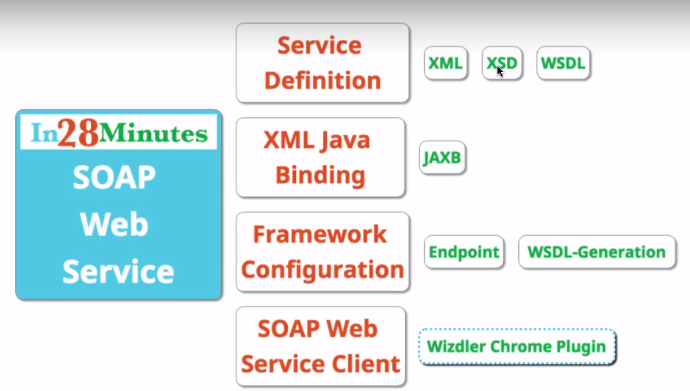 Service
Definition
XML
XSD
WSDL
In28Minutes
SOAP
Web
Service
XML Java
Binding
JAXB
Framework
Configuration
Endpoint
WSDL-Generation
SOAP Web
Service Client
Wizdler Chrome Plugin